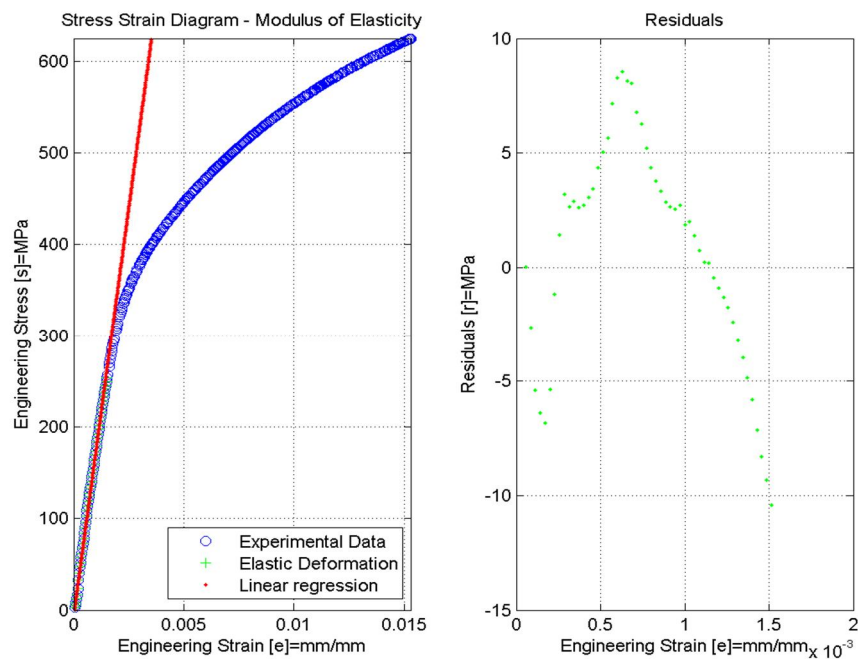 Stress Strain Diagram - Modulus of Elasticity
600
500
400
300
200
100
0
Engineering Stress [s]=MPa
0
0.005
0.01
0.015
Engineering Strain [e]=mm/mm
Experimental Data
Elastic Deformation
Linear regression
Residuals
10
5
0
-5
-10
-15
Residuals [r]=MPa
0
0.5
1
1.5
2
Engineering Strain [e]=mm/mm
x 10-3